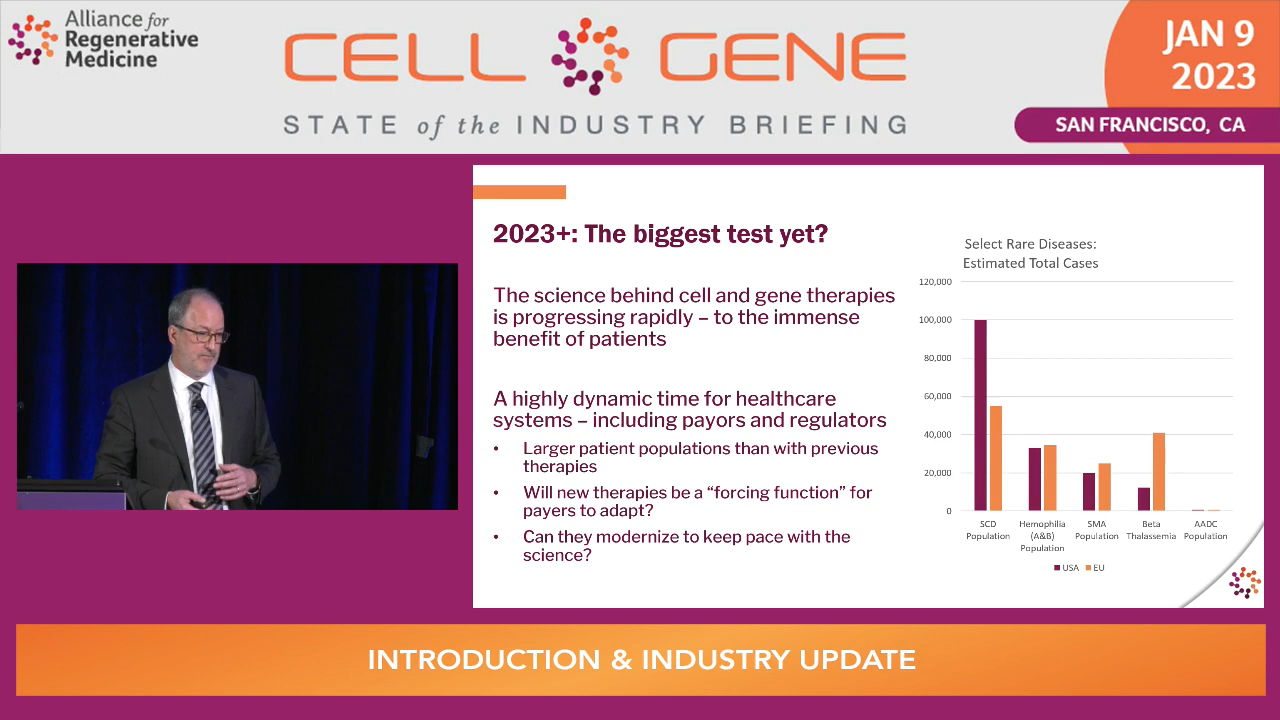 Alliance for
Regenerative
Medicine
CELL GENE
STATE of the INDUSTRY BRIEFING
JAN 9
2023
SAN FRANCISCO, CA
2023+: The biggest test yet?
The science behind cell and gene therapies
is progressing rapidly – to the immense
benefit of patients
A highly dynamic time for healthcare
systems – including payors and regulators
• Larger patient populations than with previous
therapies
• Will new therapies be a “forcing function” for
payers to adapt?
• Can they modernize to keep pace with the
science?
Select Rare Diseases:
Estimated Total Cases
120,000
100,000
80,000
60,000
40,000
20,000
0
SCD
Population
Hemophilia
(A&B)
Population
SMA
Population
Beta
Thalassemia
AADC
Population
USA EU
INTRODUCTION & INDUSTRY UPDATE